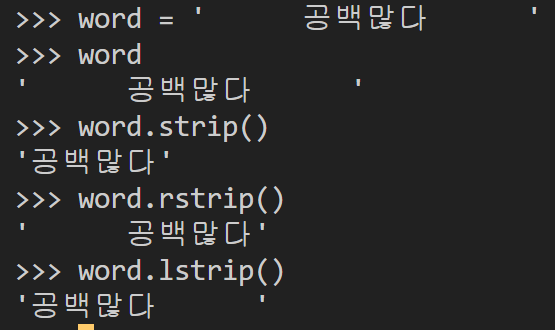 >>> word = '      공백많다      '
>>> word
'      공백많다      '
>>> word.strip()
'공백많다'
>>> word.rstrip()
'      공백많다'
>>> word.lstrip()
'공백많다      '